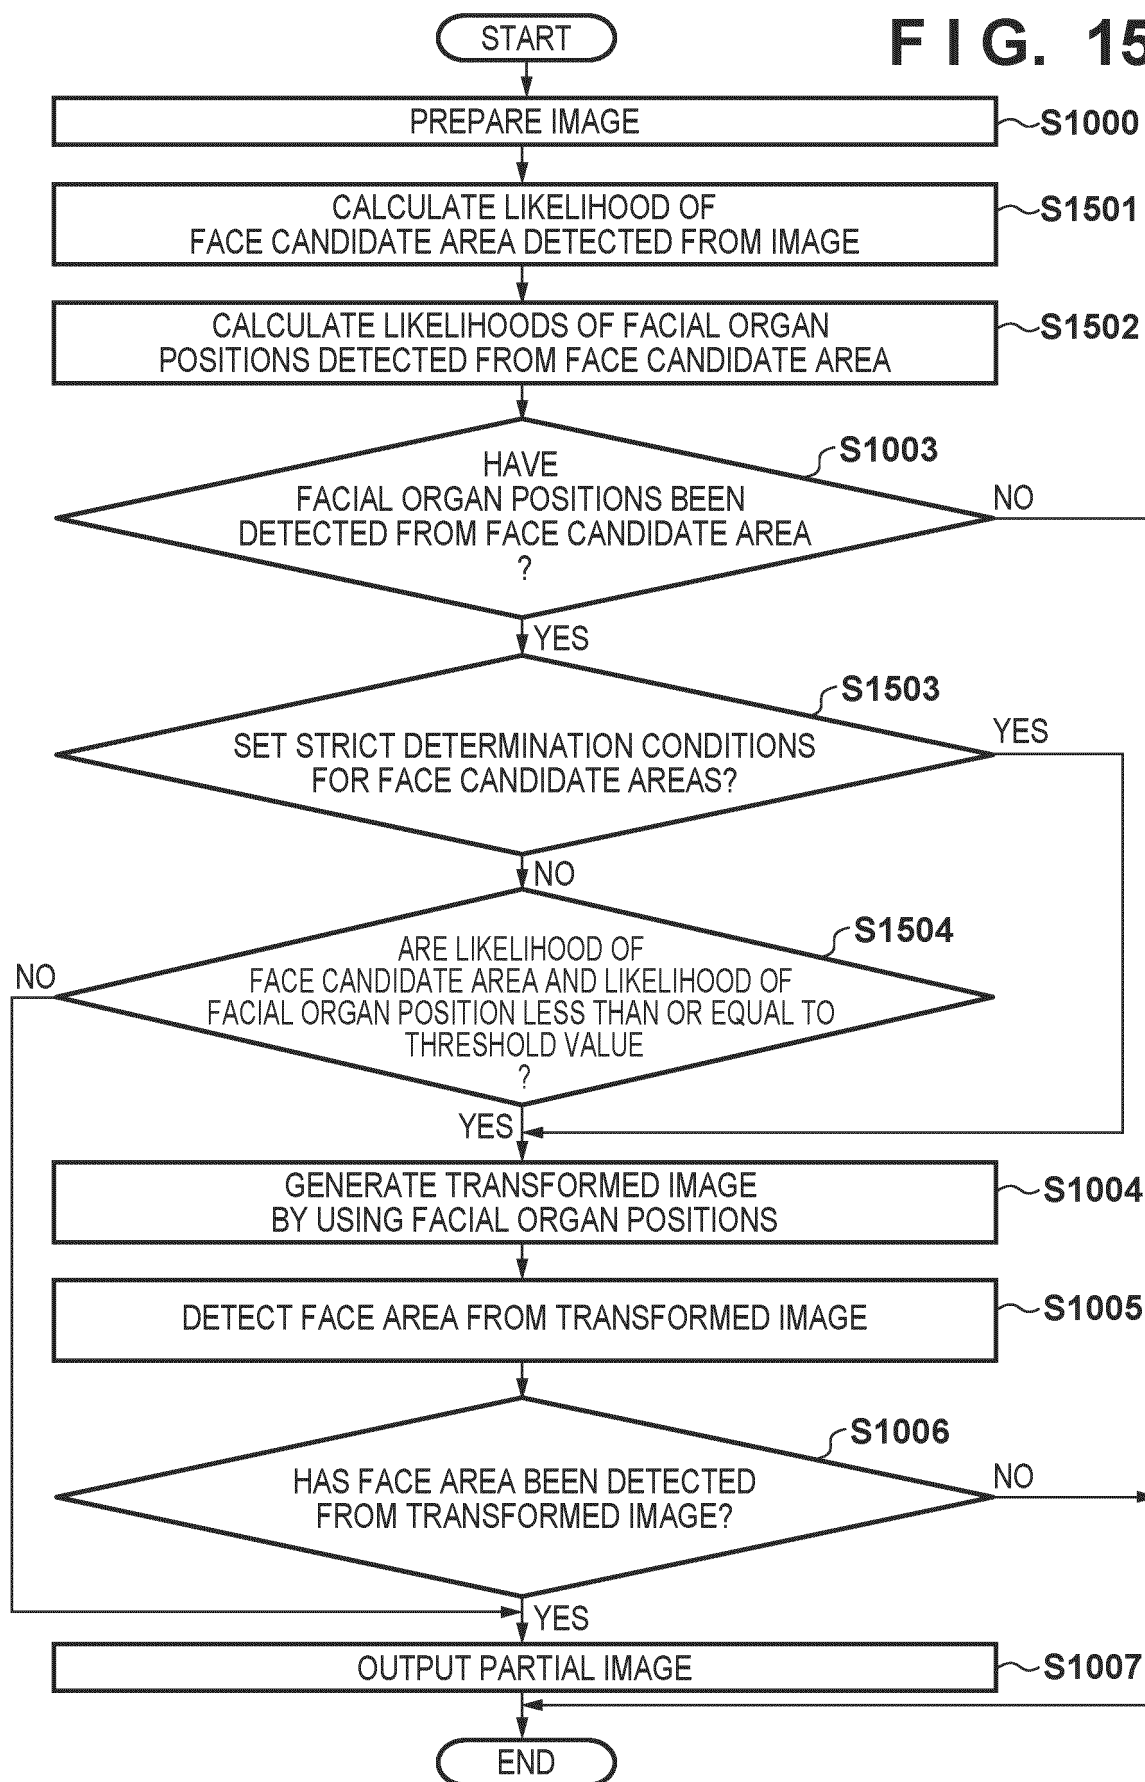 FIG. 15
START
PREPARE IMAGE
S1000
CALCULATE LIKELIHOOD OF
FACE CANDIDATE AREA DETECTED FROM IMAGE
S1501
CALCULATE LIKELIHOODS OF FACIAL ORGAN
POSITIONS DETECTED FROM FACE CANDIDATE AREA
S1502
HAVE
FACIAL ORGAN POSITIONS BEEN
DETECTED FROM FACE CANDIDATE AREA
?
S1003
NO
YES
SET STRICT DETERMINATION CONDITIONS
FOR FACE CANDIDATE AREAS?
S1503
YES
NO
ARE LIKELIHOOD OF
FACE CANDIDATE AREA AND LIKELIHOOD OF
FACIAL ORGAN POSITION LESS THAN OR EQUAL TO
THRESHOLD VALUE
?
S1504
NO
YES
GENERATE TRANSFORMED IMAGE
BY USING FACIAL ORGAN POSITIONS
S1004
DETECT FACE AREA FROM TRANSFORMED IMAGE
S1005
HAS FACE AREA BEEN DETECTED
FROM TRANSFORMED IMAGE?
S1006
NO
YES
OUTPUT PARTIAL IMAGE
S1007
END